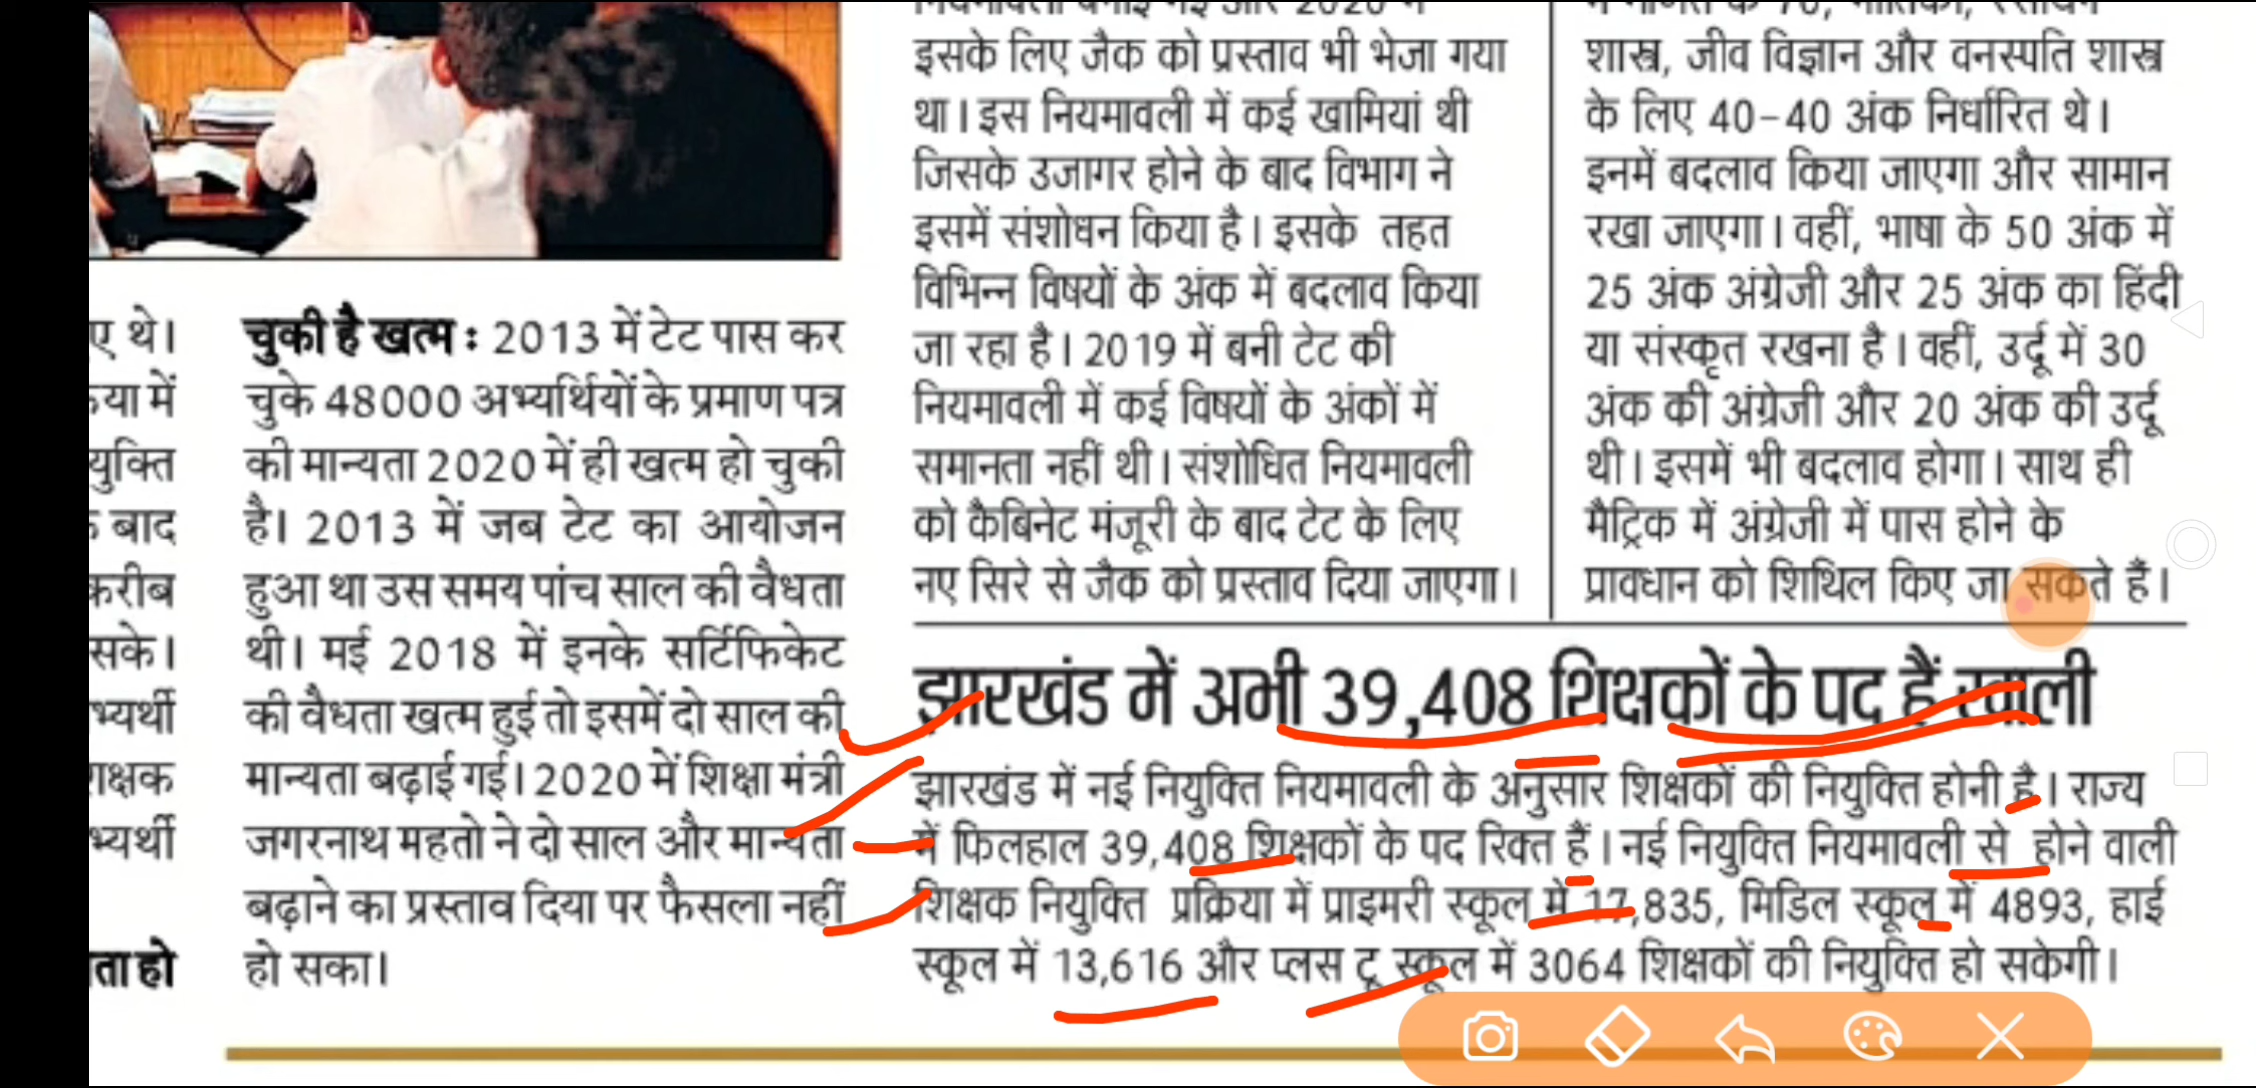 ए थे।
में
युक्ति
बाद
करीब
सके।
भ्यर्थी
भ्यर्थी
चुकी है खत्म : 2013 में टेट पास कर
चुके 48000 अभ्यर्थियों के प्रमाण पत्र
की मान्यता 2020 में ही खत्म हो चुकी
है। 2013 में जब टेट का आयोजन
हुआ था उस समय पांच साल की वैधता
थी। मई 2018 में इनके सर्टिफिकेट
की वैधता खत्म हुई तो इसमें दो साल की
मान्यता बढ़ाई गई। 2020 में शिक्षा मंत्री
जगरनाथ महतो ने दो साल और मान्यता
बढ़ाने का प्रस्ताव दिया पर फैसला नहीं
हो सका।
इसके लिए जैक को प्रस्ताव भी भेजा गया
था। इस नियमावली में कई खामियां थी
जिसके उजागर होने के बाद विभाग ने
इसमें संशोधन किया है। इसके तहत
विभिन्न विषयों के अंक में बदलाव किया
जा रहा है। 2019 में बनी टेट की
नियमावली में कई विषयों के अंकों में
समानता नहीं थी। संशोधित नियमावली
को कैबिनेट मंजूरी के बाद टेट के लिए
नए सिरे से जैक को प्रस्ताव दिया जाएगा।
शास्त्र, जीव विज्ञान और वनस्पति शास्त्र
के लिए 40-40 अंक निर्धारित थे।
इनमें बदलाव किया जाएगा और सामान
रखा जाएगा। वहीं, भाषा के 50 अंक में
25 अंक अंग्रेजी और 25 अंक का हिंदी
या संस्कृत रखना है। वहीं, उर्दू में 30
अंक की अंग्रेजी और 20 अंक की उर्दू
थी। इसमें भी बदलाव होगा। साथ ही
मैट्रिक में अंग्रेजी में पास होने के
प्रावधान को शिथिल किए जा सकते हैं।
झारखंड में अभी 39,408 शिक्षकों के पद हैं खाली
झारखंड में नई नियुक्ति नियमावली के अनुसार शिक्षकों की नियुक्ति होनी है। राज्य
में फिलहाल 39,408 शिक्षकों के पद रिक्त हैं। नई नियुक्ति नियमावली से होने वाली
शिक्षक नियुक्ति प्रक्रिया में प्राइमरी स्कूल में 17,835, मिडिल स्कूल में 4893, हाई
स्कूल में 13,616 और प्लस टू स्कूल में 3064 शिक्षकों की नियुक्ति हो सकेगी।